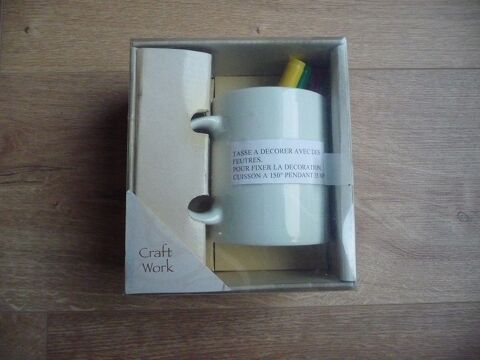 TASSE A DECORER AVEC DES
FEUTRES.
POUR FIXER LA DECORATION,
CUISSON A 150° PENDANT
Craft
Work